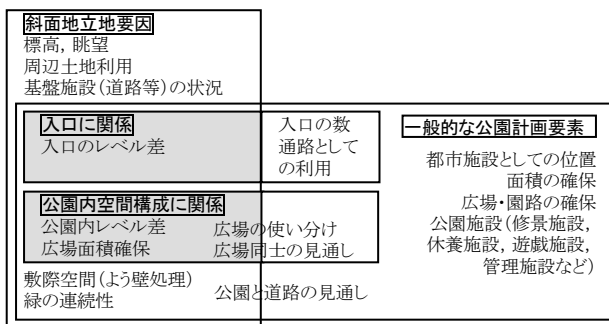 斜面地立地要因
標高，眺望
周辺土地利用
基盤施設（道路等）の状況
入口に関係
入口のレベル差
入口の数
通路として
の利用
公園内空間構成に関係
公園内レベル差
広場面積確保
広場の使い分け
広場同士の見通し
敷際空間（よう壁処理）
緑の連続性
公園と道路の見通し
一般的な公園計画要素
都市施設としての位置
面積の確保
広場・園路の確保
公園施設（修景施設，
休養施設，遊戯施設，
管理施設など）